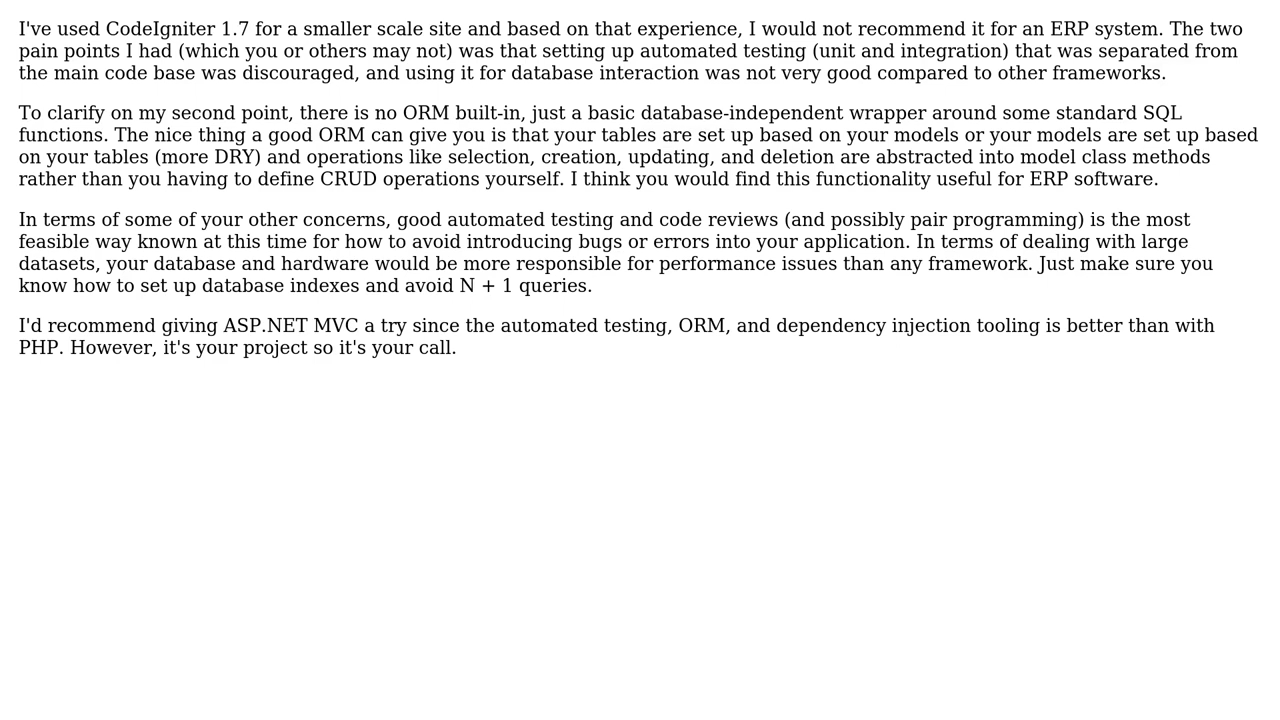 I've used CodeIgniter 1.7 for a smaller scale site and based on that experience, I would not recommend it for an ERP system. The two
pain points I had (which you or others may not) was that setting up automated testing (unit and integration) that was separated from
the main code base was discouraged, and using it for database interaction was not very good compared to other frameworks.
To clarify on my second point, there is no ORM built-in, just a basic database-independent wrapper around some standard SQL
functions. The nice thing a good ORM can give you is that your tables are set up based on your models or your models are set up based
on your tables (more DRY) and operations like selection, creation, updating, and deletion are abstracted into model class methods
rather than you having to define CRUD operations yourself. I think you would find this functionality useful for ERP software.
In terms of some of your other concerns, good automated testing and code reviews (and possibly pair programming) is the most
feasible way known at this time for how to avoid introducing bugs or errors into your application. In terms of dealing with large
datasets, your database and hardware would be more responsible for performance issues than any framework. Just make sure you
know how to set up database indexes and avoid N + 1 queries.
I'd recommend giving ASP.NET MVC a try since the automated testing, ORM, and dependency injection tooling is better than with
PHP. However, it's your project so it's your call.